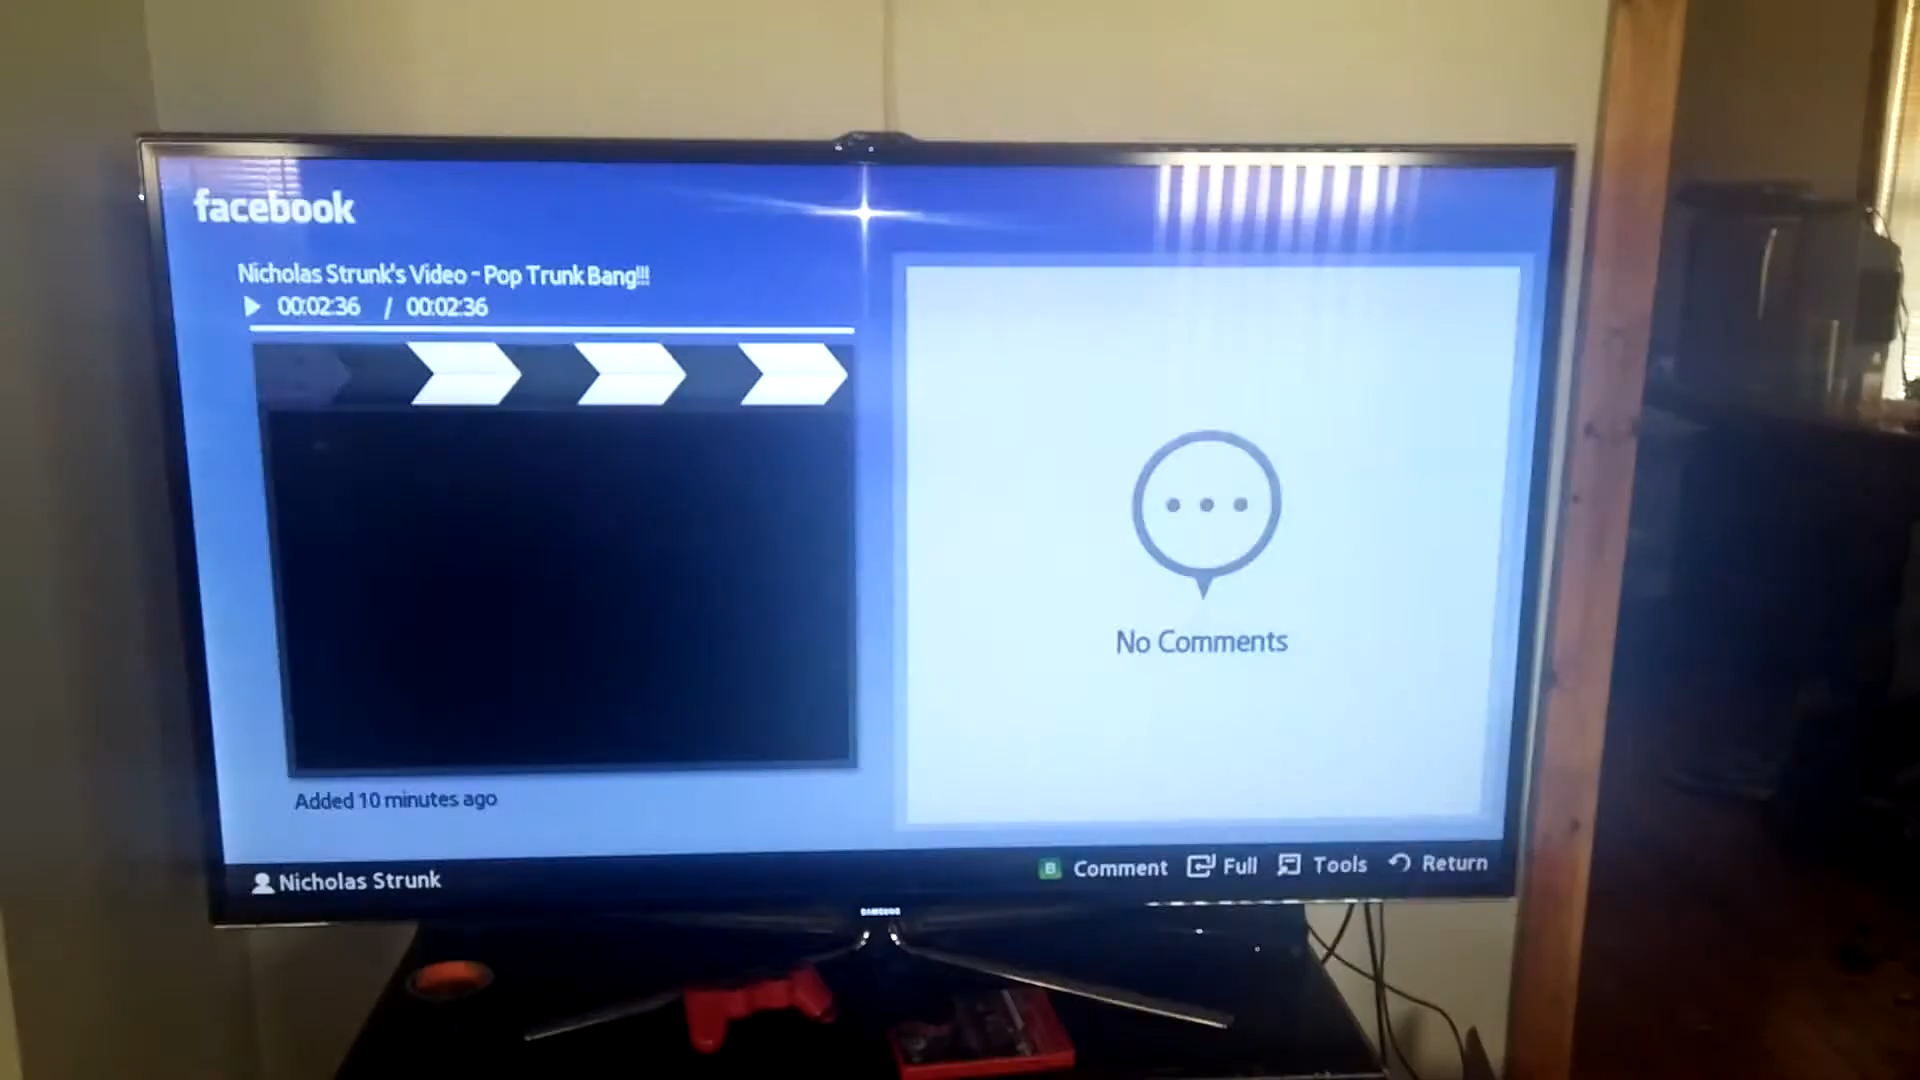 facebook
Nicholas Strunk's Video - Pop Trunk Bang!!!
00:02:36 / 00:02:36
No Comments
Added 10 minutes ago
Nicholas Strunk
B Comment Full Tools Return
SAMSUNG